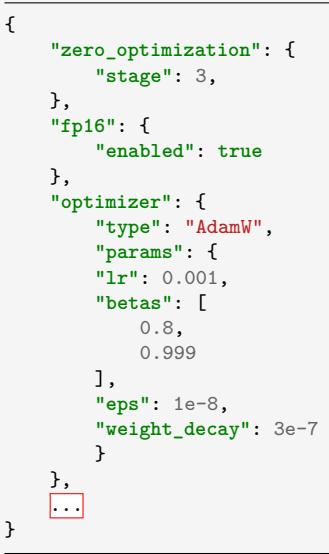 {
    "zero_optimization": {
        "stage": 3,
    },
    "fp16": {
        "enabled": true
    },
    "optimizer": {
        "type": "AdamW",
        "params": {
        "lr": 0.001,
        "betas": [
            0.8,
            0.999
        ],
        "eps": 1e-8,
        "weight_decay": 3e-7
        }
    },
    ...
}